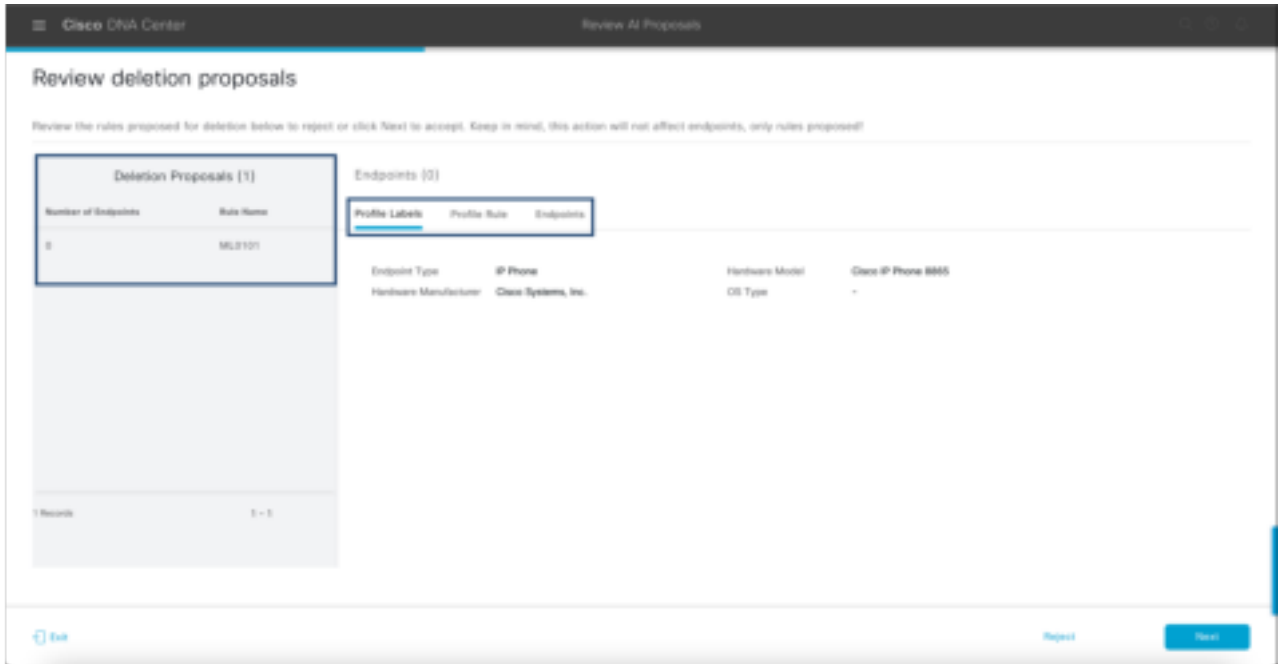 Cisco DNA Center
Review AI Proposals
Review deletion proposals
Review the rules proposed for deletion below to reject or click Next to accept. Keep in mind, this action will not affect endpoints, only rules proposed!
Deletion Proposals (1)
Number of Endpoints Rule Name
0 ML0101
1 Records 1 - 1
Endpoints (0)
Profile Labels Profile Rule Endpoints
Endpoint Type IP Phone Hardware Model Cisco IP Phone 8865
Hardware Manufacturer Cisco Systems, Inc. OS Type -
Exit Reject Next